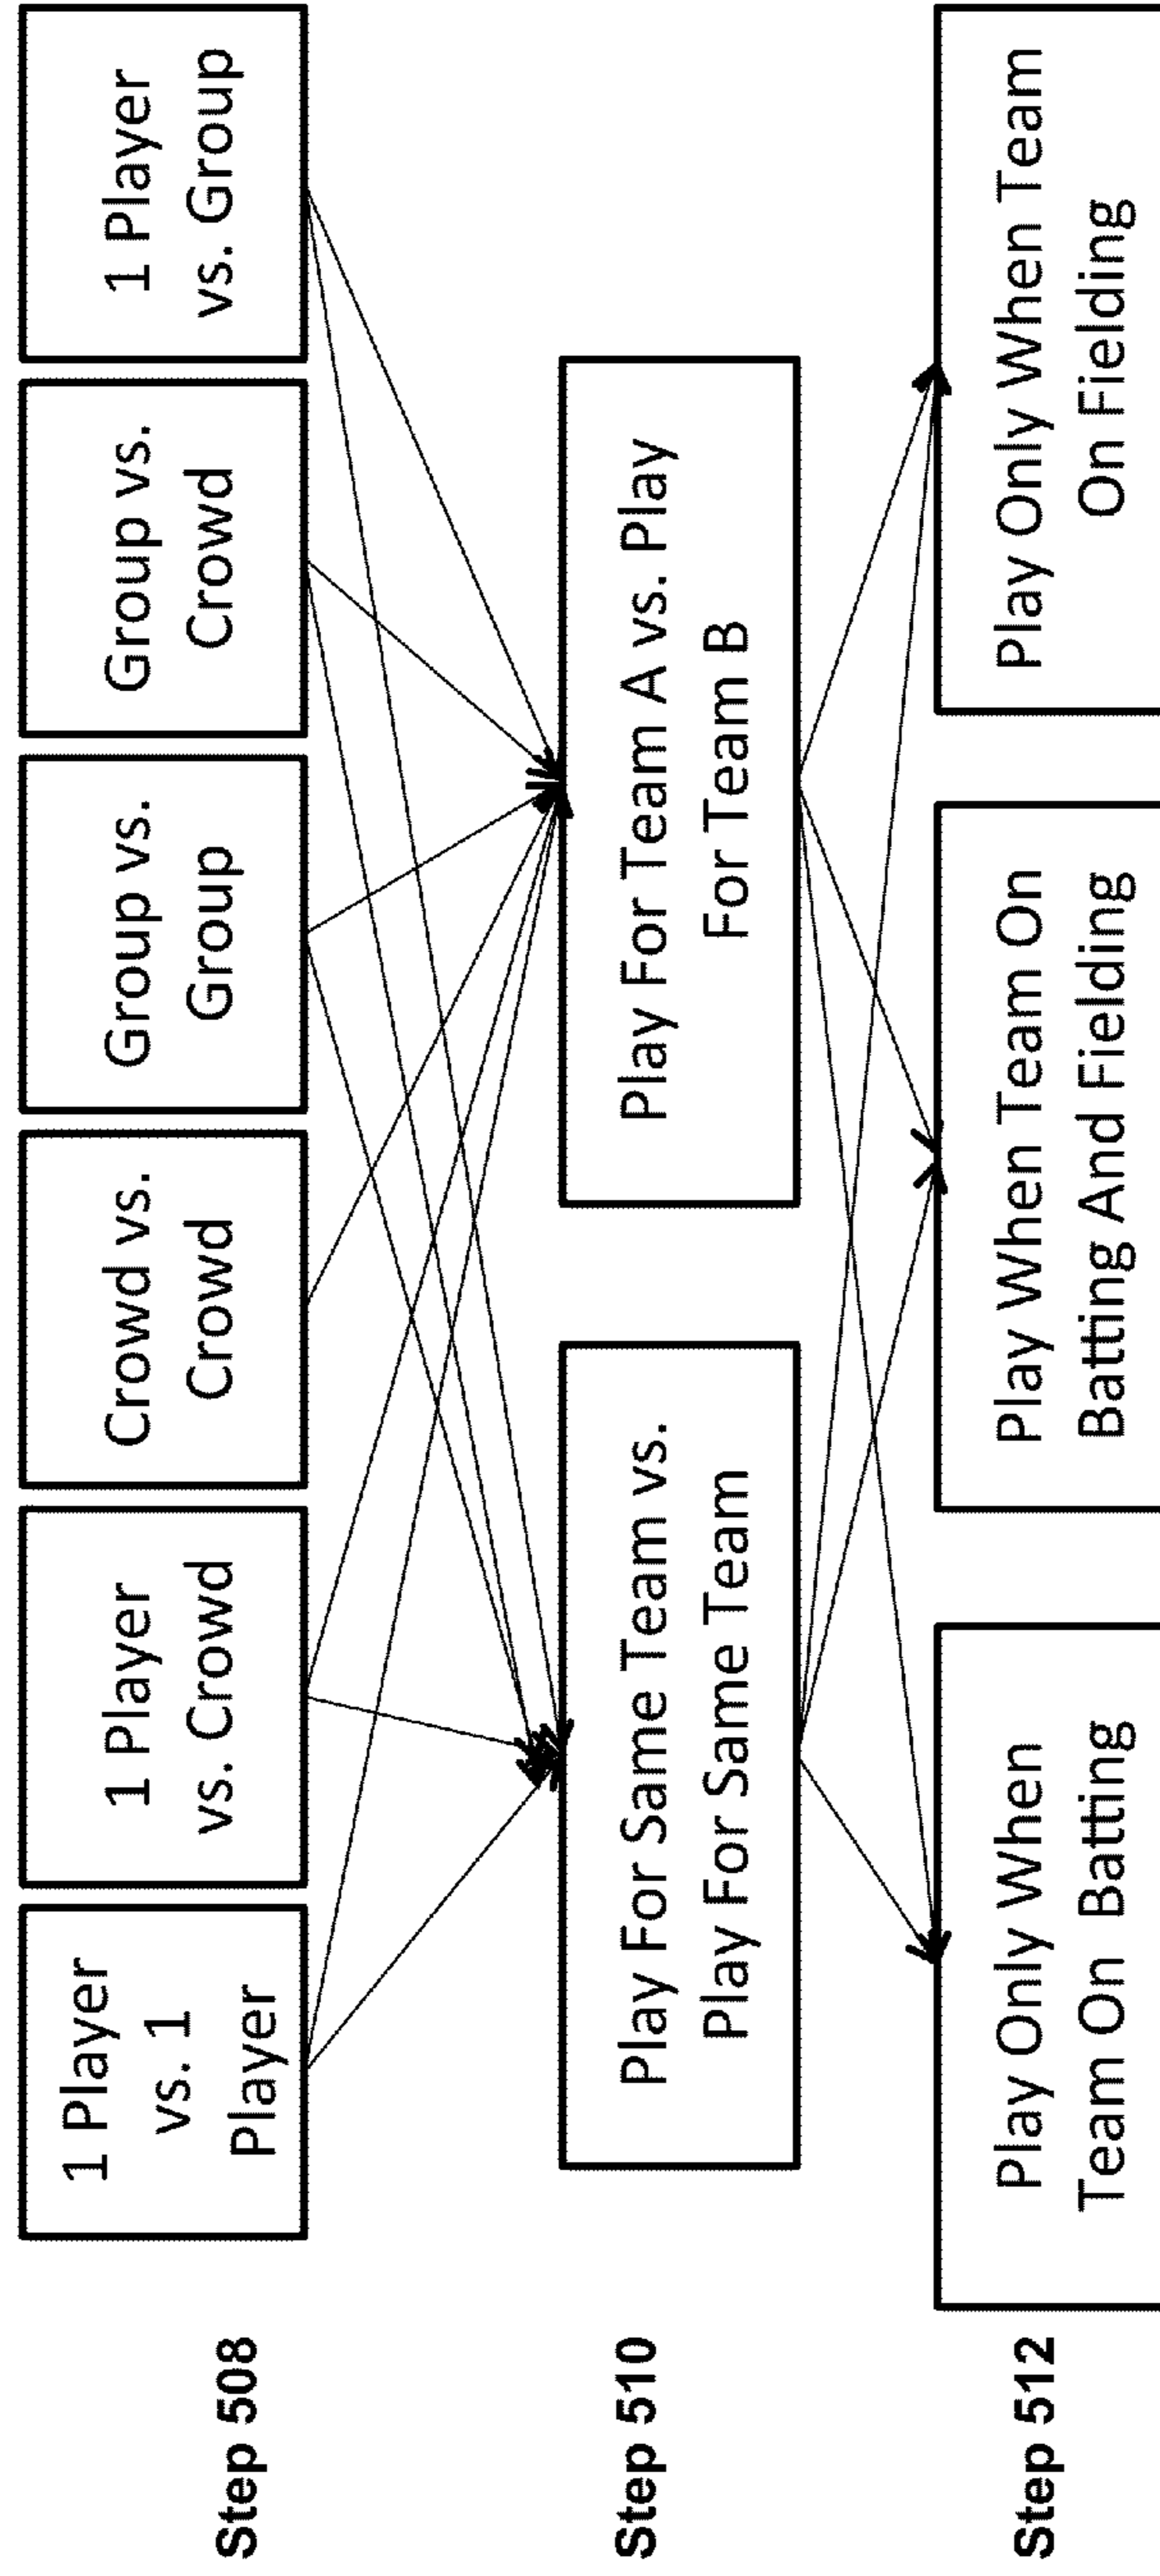 Step 508
1 Player
vs. 1
Player
1 Player
vs. Crowd
Crowd vs.
Crowd
Group vs.
Group
Group vs.
Crowd
1 Player
vs. Group
Step 510
Play For Same Team vs.
Play For Same Team
Play For Team A vs. Play
For Team B
Step 512
Play Only When
Team On Batting
Play When Team On
Batting And Fielding
Play Only When Team
On Fielding